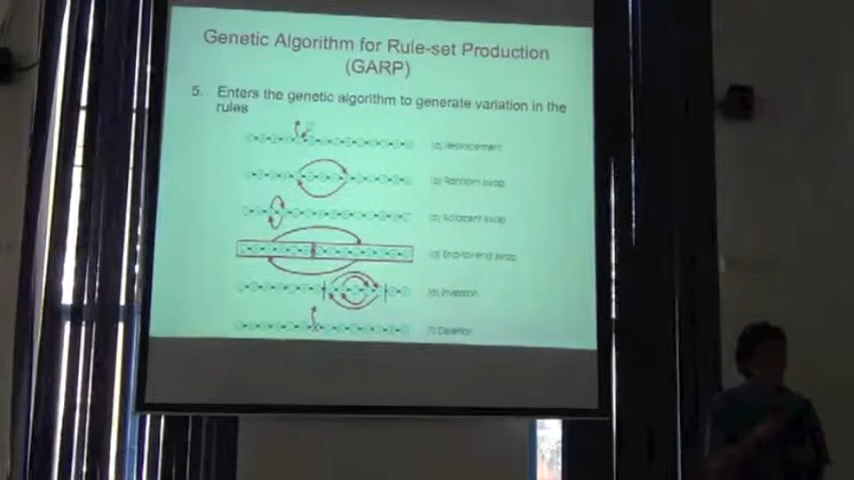 Genetic Algorithm for Rule-set Production
(GARP)
5. Enters the genetic algorithm to generate variation in the
rules
(a) Replacement
(b) Random swap
(c) Adjacent swap
(d) End-for-end swap
(e) Inversion
(f) Deletion